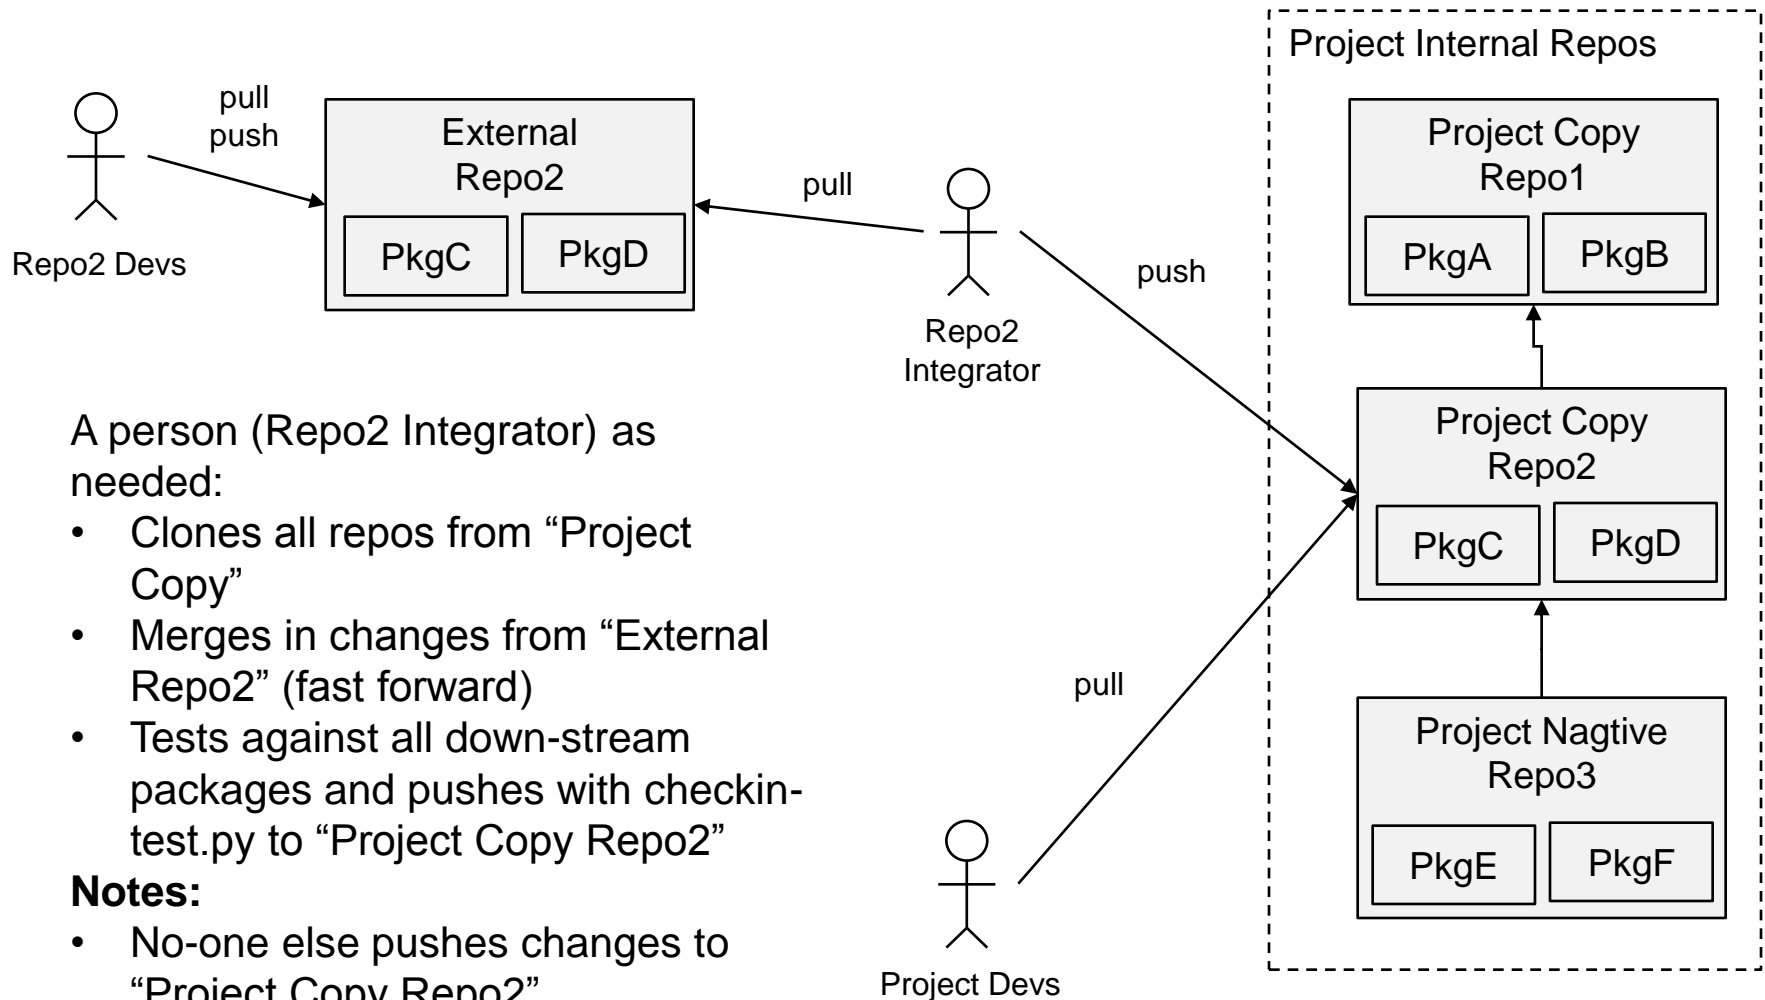 Project Internal Repos
pull
push
External
Repo2
PkgC
PkgD
Repo2 Devs
pull
Repo2
Integrator
push
Project Copy
Repo1
PkgA
PkgB
Project Copy
Repo2
PkgC
PkgD
Project Nagtive
Repo3
PkgE
PkgF
pull
Project Devs
A person (Repo2 Integrator) as
needed:
• Clones all repos from “Project
Copy”
• Merges in changes from “External
Repo2” (fast forward)
• Tests against all down-stream
packages and pushes with checkin-
test.py to “Project Copy Repo2”
Notes:
• No-one else pushes changes to
“Project Copy Repo2”